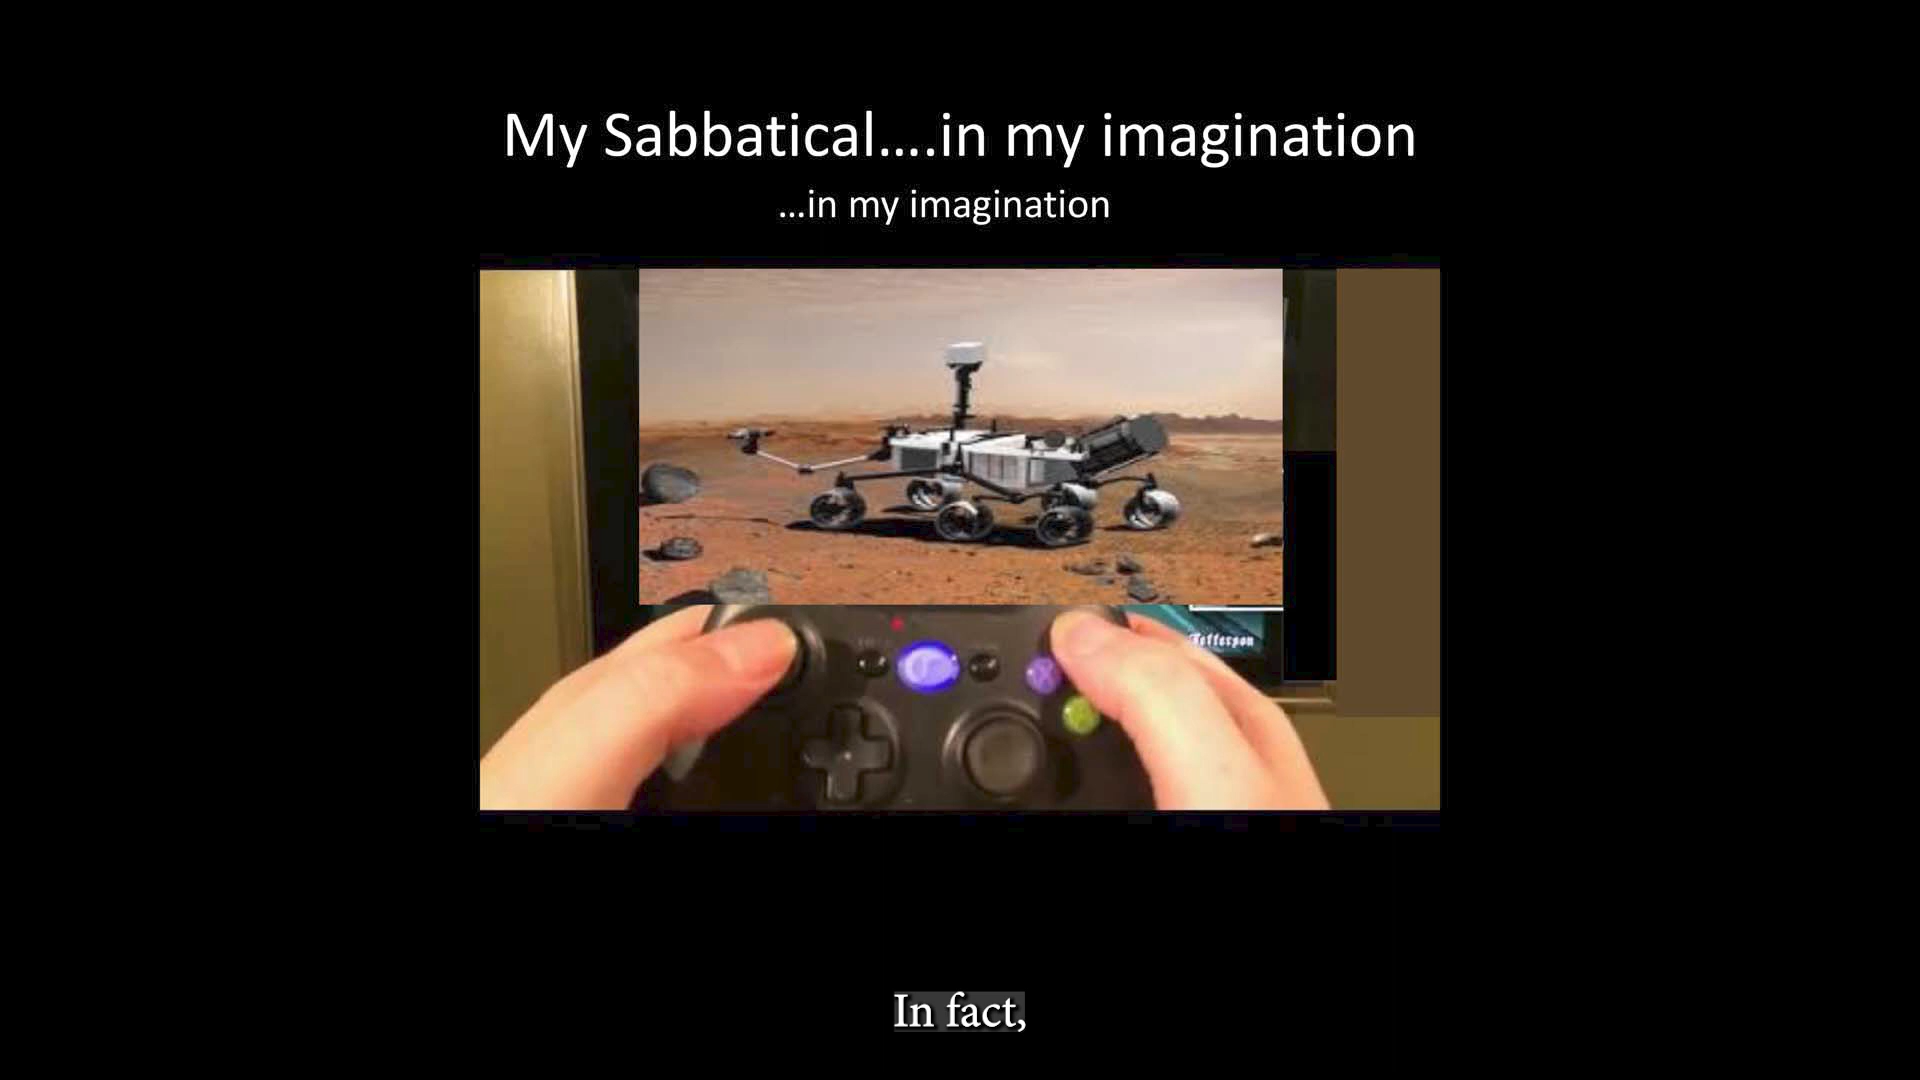 My Sabbatical….in my imagination
…in my imagination
Jefferson
X
In fact,